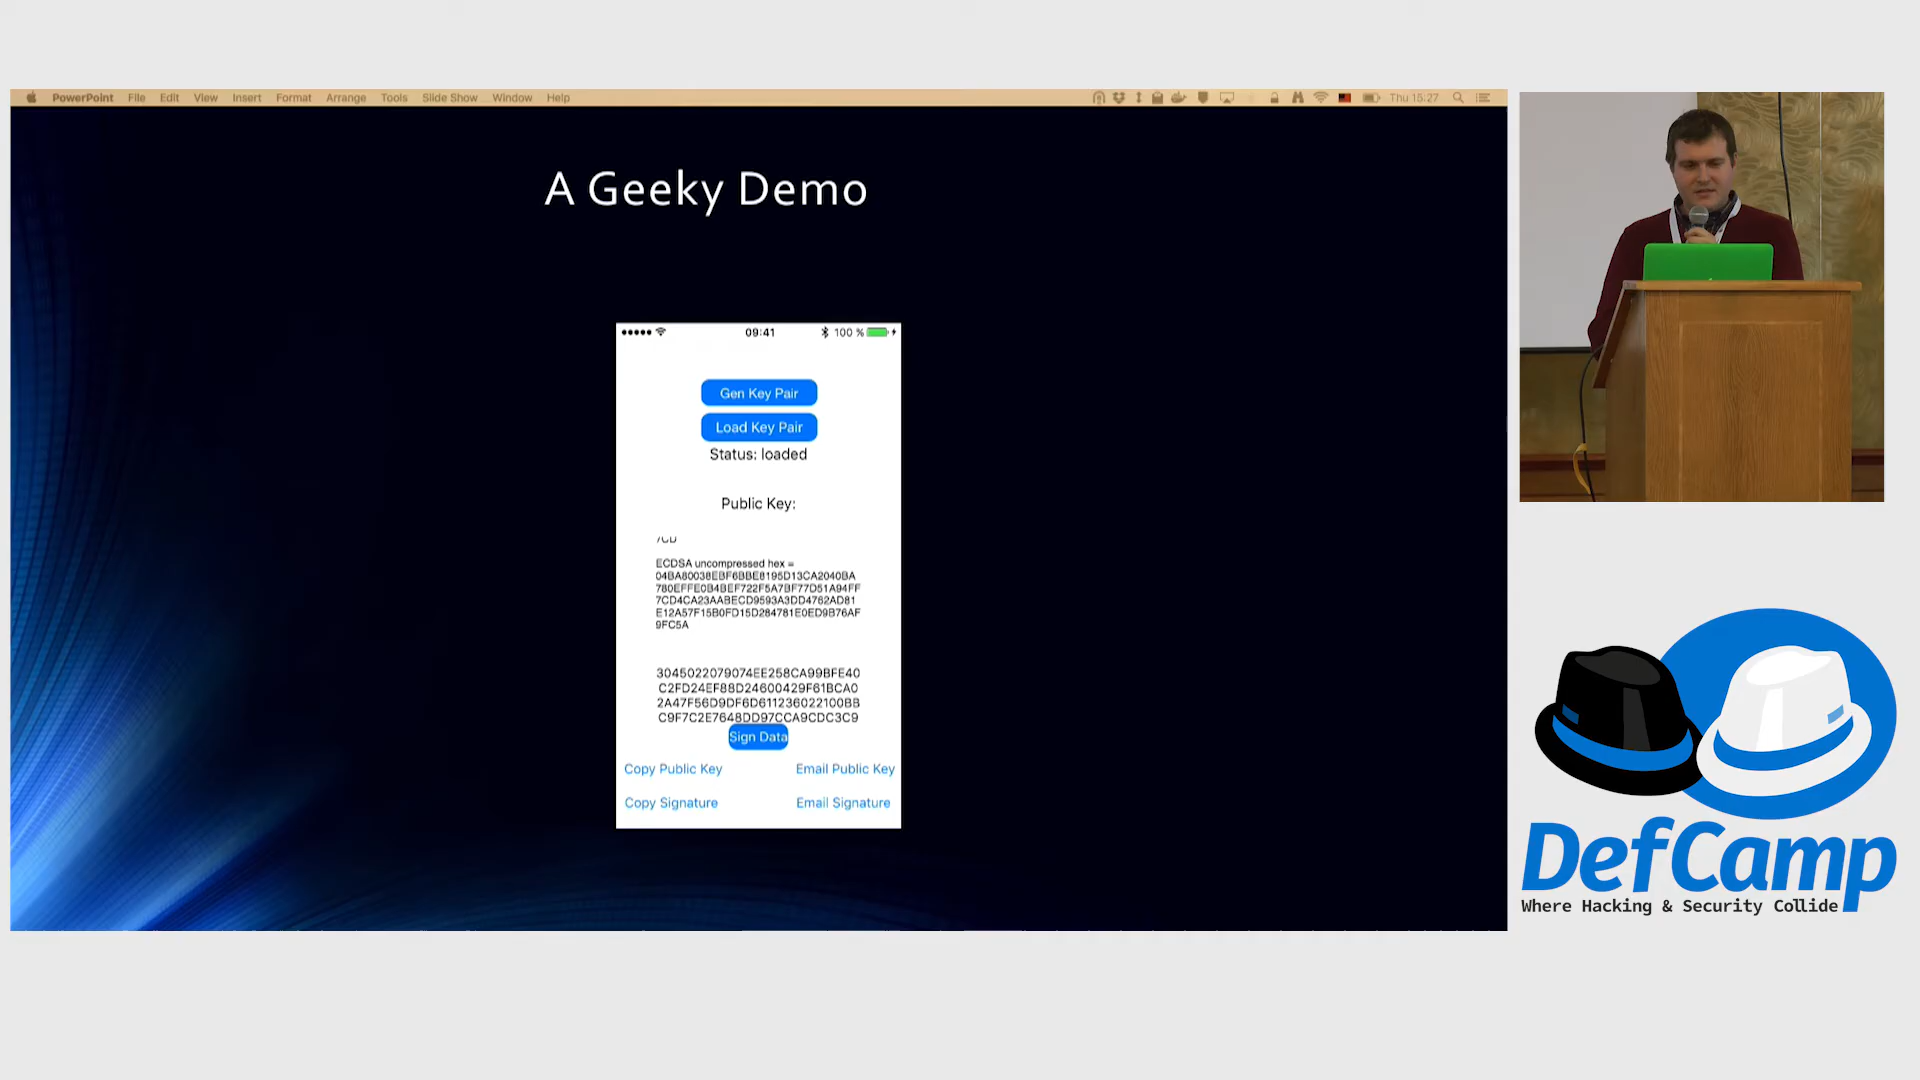 PowerPoint File Edit View Insert Format Arrange Tools Slide Show Window Help Thu 15:27
A Geeky Demo
09:41 100 %
Gen Key Pair
Load Key Pair
Status: loaded
Public Key:
ECDSA uncompressed hex =
04BA80038EBF6BBE8195D13CA2040BA
780EFFE0B4BEF722F5A7BF77D51A94FF
7CD4CA23AABECD9593A3DD4762AD81
E12A57F15B0FD15D284781E0ED9B76AF
9FC5A
3045022079074EE258CA99BFE40
C2FD24EF88D24600429F61BCA0
2A47F56D9DF6D611236022100BB
C9F7C2E7648DD97CCA9CDC3C9
Sign Data
Copy Public Key Email Public Key
Copy Signature Email Signature
DefCamp
Where Hacking & Security Collide